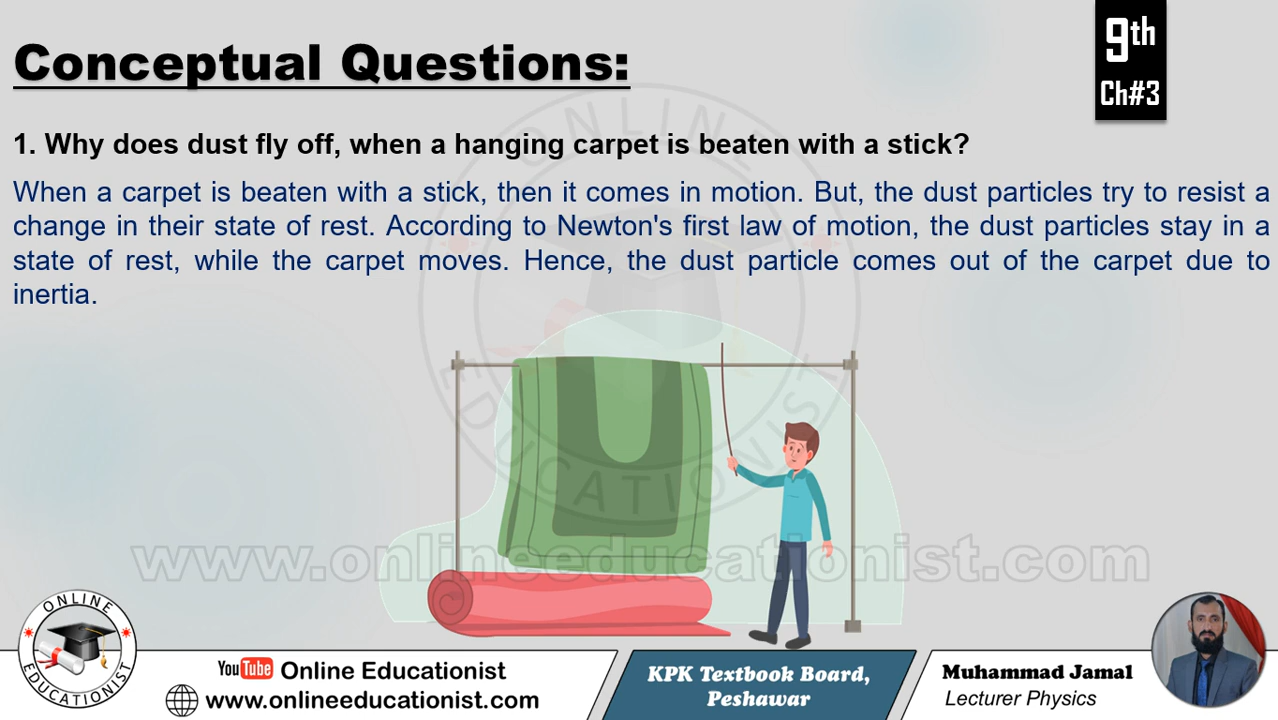 Conceptual Questions:
9th
Ch#3
1. Why does dust fly off, when a hanging carpet is beaten with a stick?
When a carpet is beaten with a stick, then it comes in motion. But, the dust particles try to resist a
change in their state of rest. According to Newton's first law of motion, the dust particles stay in a
state of rest, while the carpet moves. Hence, the dust particle comes out of the carpet due to
inertia.
ONLINE
EDUCATIONIST
www.onlineeducationist.com
ONLINE
EDUCATIONIST
YouTube Online Educationist
www.onlineeducationist.com
KPK Textbook Board,
Peshawar
Muhammad Jamal
Lecturer Physics